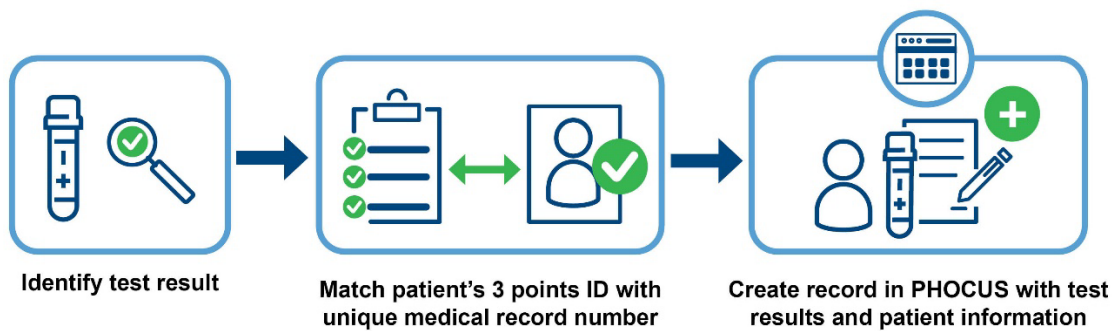 Identify test result
Match patient's 3 points ID with
unique medical record number
Create record in PHOCUS with test
results and patient information